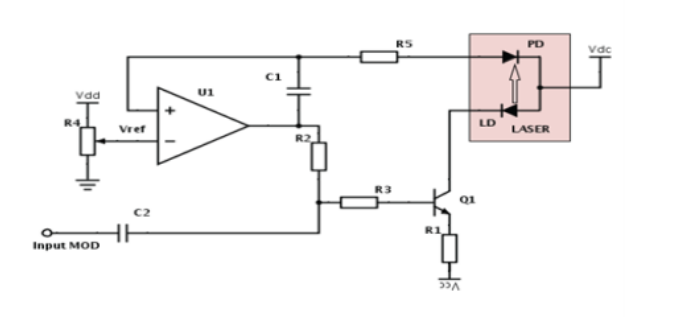 R5
PD
Vdc
C1
U1
Vdd
+
R4
Vref
−
R2
LD
LASER
R3
Q1
C2
R1
Input MOD
Vcc